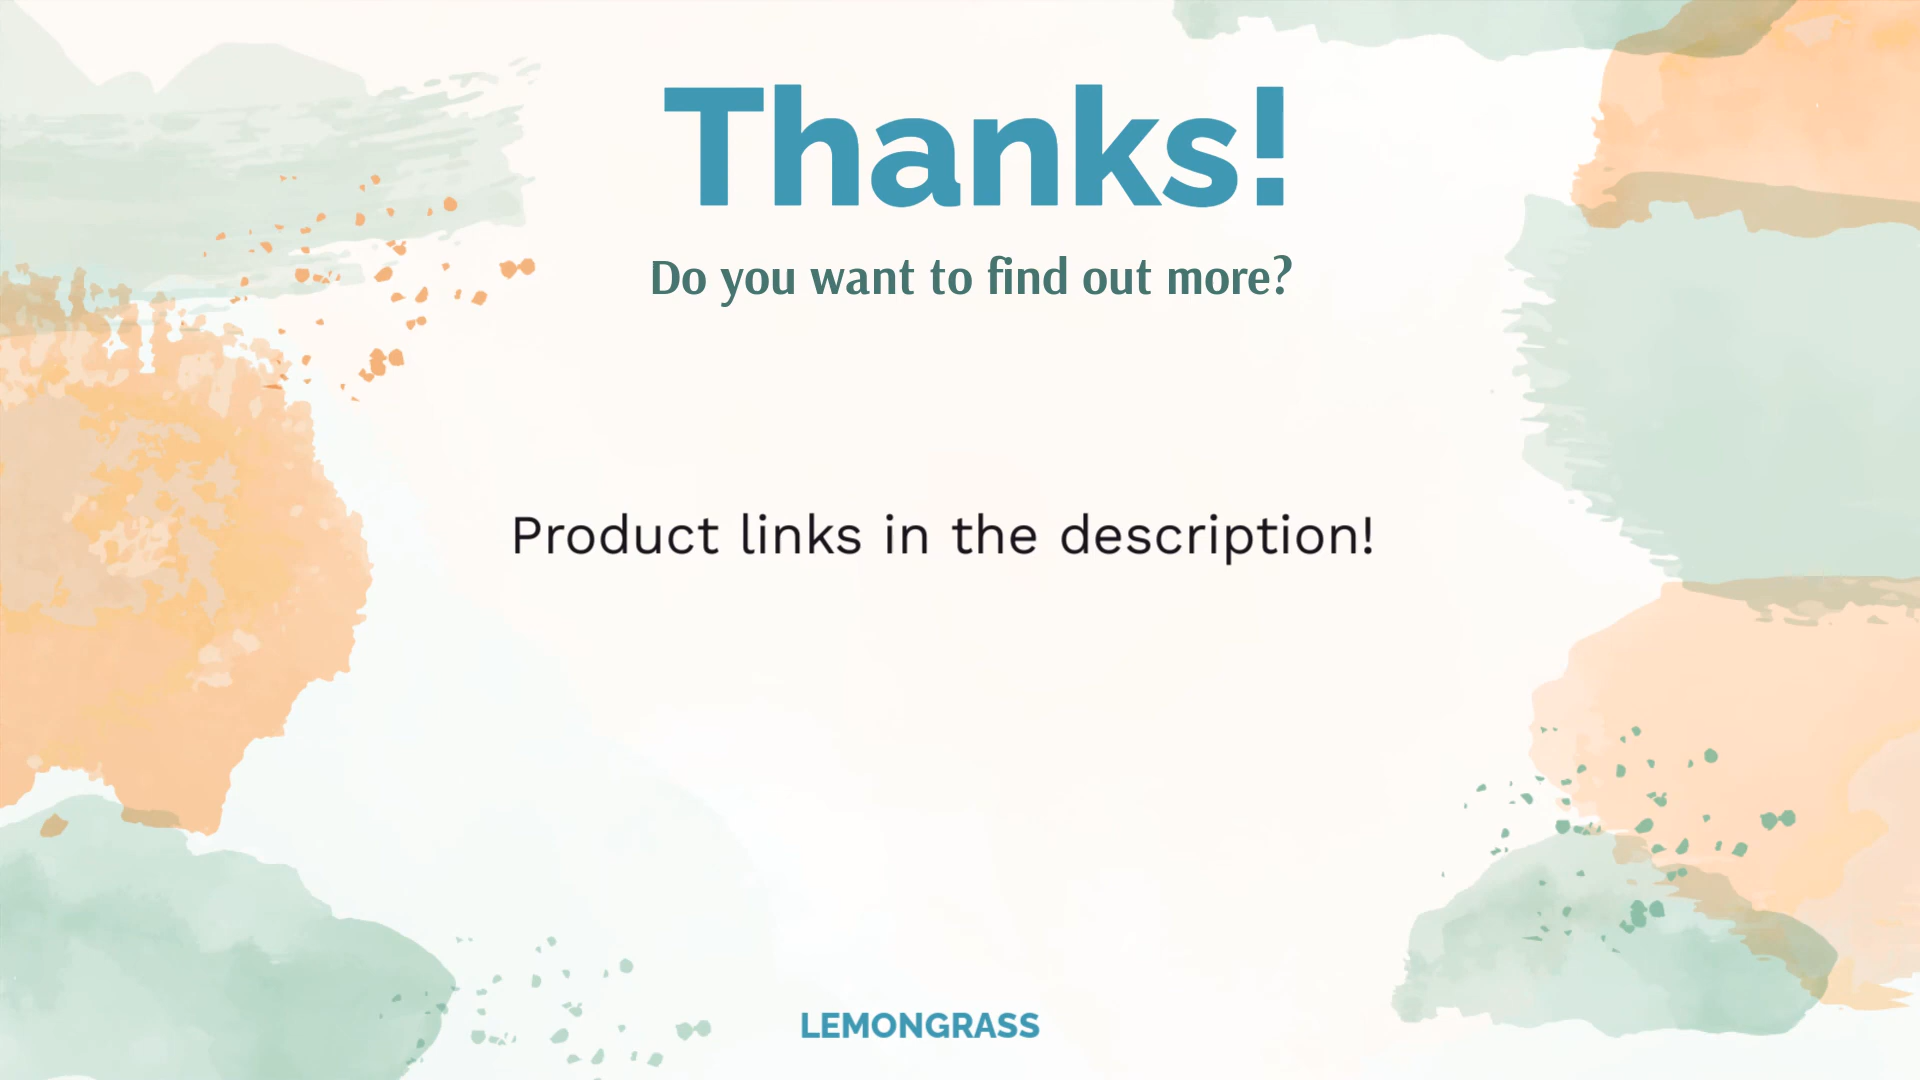 Thanks!
Do you want to find out more?
Product links in the description!
LEMONGRASS